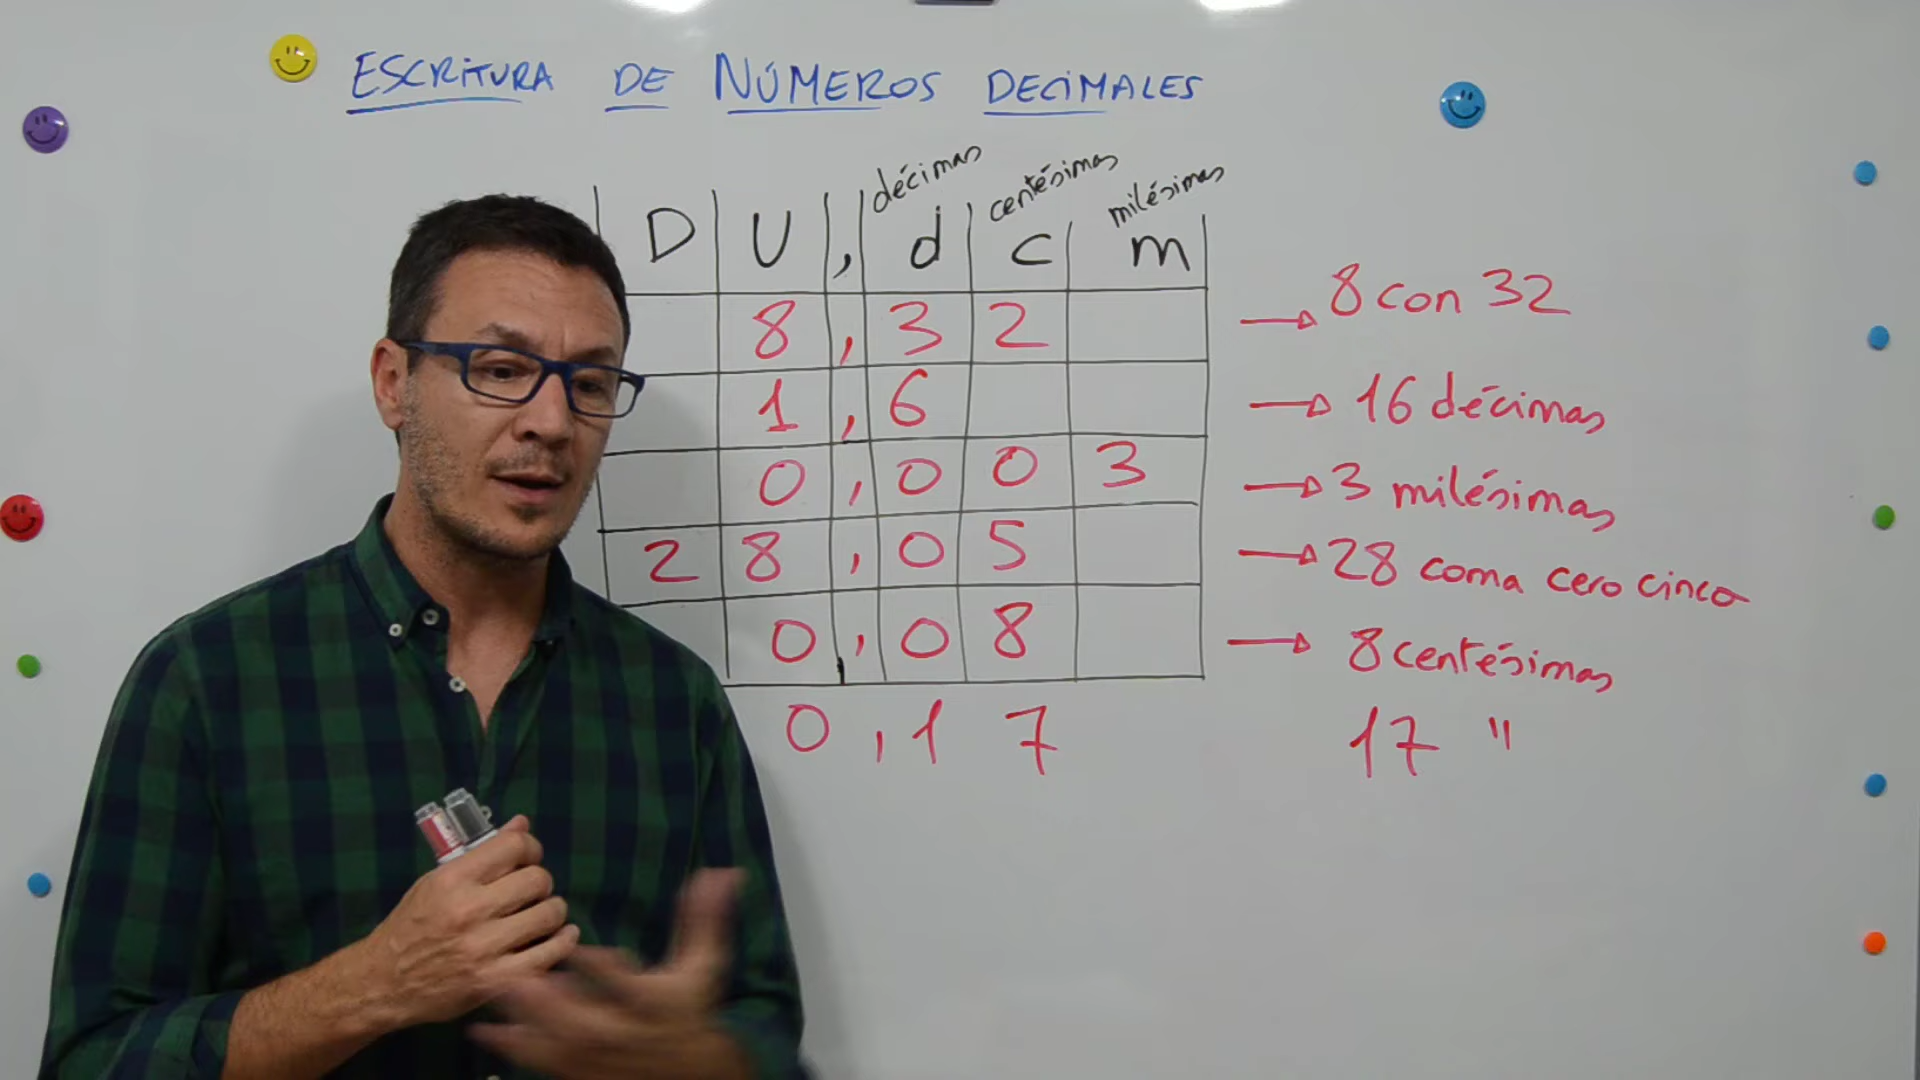 ESCRITURA DE NÚMEROS DECIMALES
décimas centésimas milésimas
D U , d c m
8 , 3 2 → 8 con 32
1 , 6 → 16 décimas
0 , 0 0 3 → 3 milésimas
2 8 , 0 5 → 28 coma cero cinco
0 , 0 8 → 8 centésimas
0 , 1 7 17 "